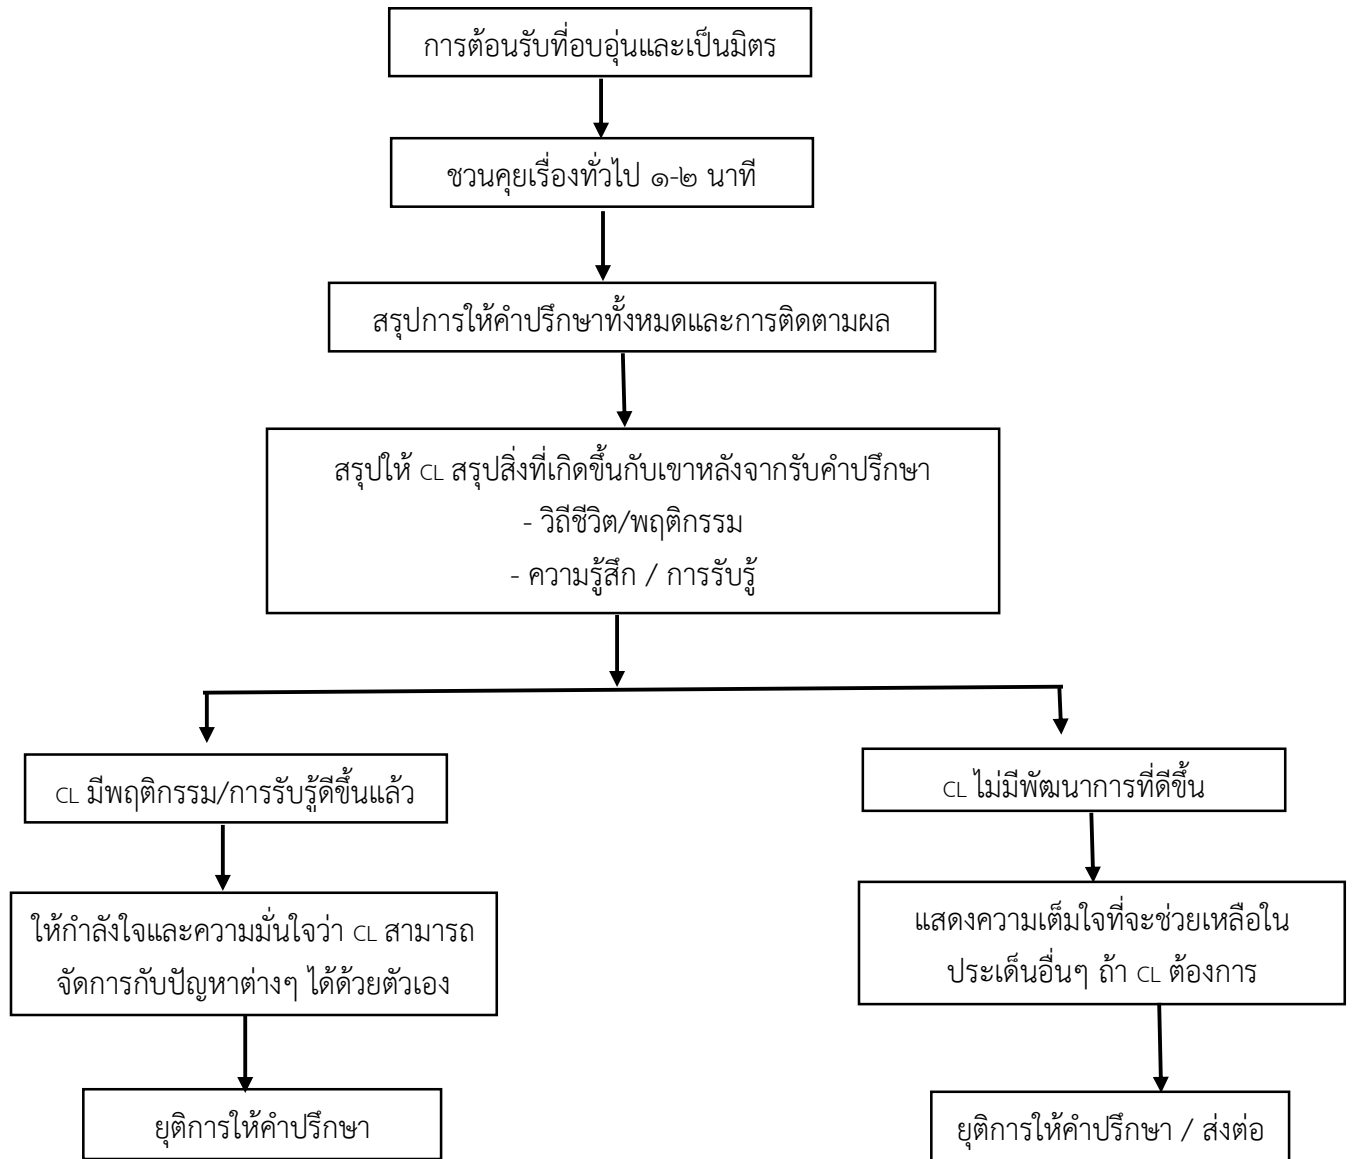 การต้อนรับที่อบอุ่นและเป็นมิตร
ชวนคุยเรื่องทั่วไป ๑-๒ นาที
สรุปการให้คำปรึกษาทั้งหมดและการติดตามผล
สรุปให้ CL สรุปสิ่งที่เกิดขึ้นกับเขาหลังจากรับคำปรึกษา
- วิถีชีวิต/พฤติกรรม
- ความรู้สึก / การรับรู้
CL มีพฤติกรรม/การรับรู้ดีขึ้นแล้ว
ให้กำลังใจและความมั่นใจว่า CL สามารถ
จัดการกับปัญหาต่างๆ ได้ด้วยตัวเอง
ยุติการให้คำปรึกษา
CL ไม่มีพัฒนาการที่ดีขึ้น
แสดงความเต็มใจที่จะช่วยเหลือใน
ประเด็นอื่นๆ ถ้า CL ต้องการ
ยุติการให้คำปรึกษา / ส่งต่อ